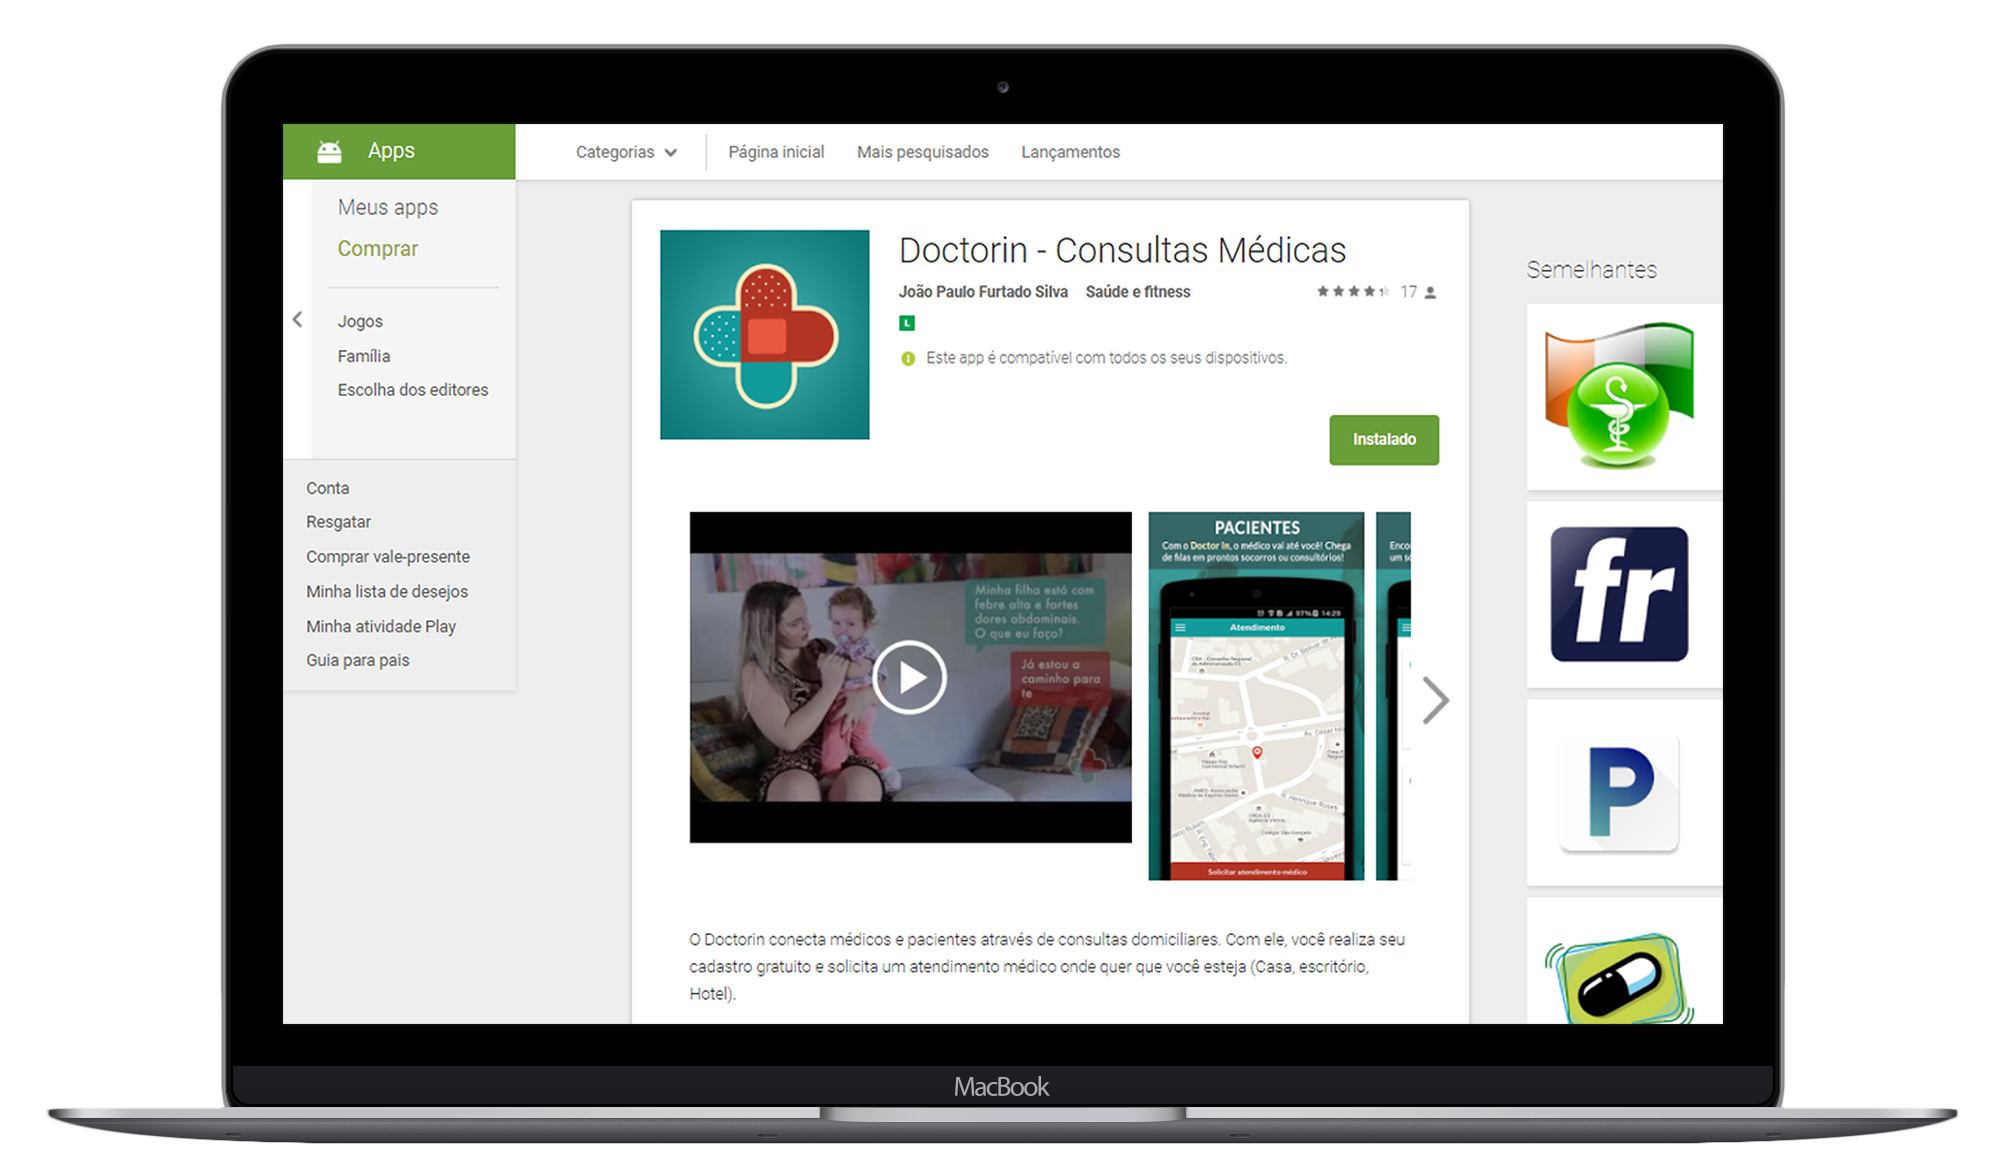 Apps
Categorias
Página inicial
Mais pesquisados
Lançamentos
Meus apps
Comprar
Jogos
Família
Escolha dos editores
Conta
Resgatar
Comprar vale-presente
Minha lista de desejos
Minha atividade Play
Guia para pais
Doctorin - Consultas Médicas
João Paulo Furtado Silva Saúde e fitness
17
L
Este app é compatível com todos os seus dispositivos.
Instalado
Minha filha está com
febre alta e fortes
dores abdominais.
O que eu faço?
Já estou a
caminho para
te
PACIENTES
Com o Doctor In, o médico vai até você! Chega
de filas em prontos socorros ou consultórios!
97% 14:29
Atendimento
Solicitar atendimento médico
Enco
um so
O Doctorin conecta médicos e pacientes através de consultas domiciliares. Com ele, você realiza seu
cadastro gratuito e solicita um atendimento médico onde quer que você esteja (Casa, escritório,
Hotel).
Semelhantes
fr
P
MacBook